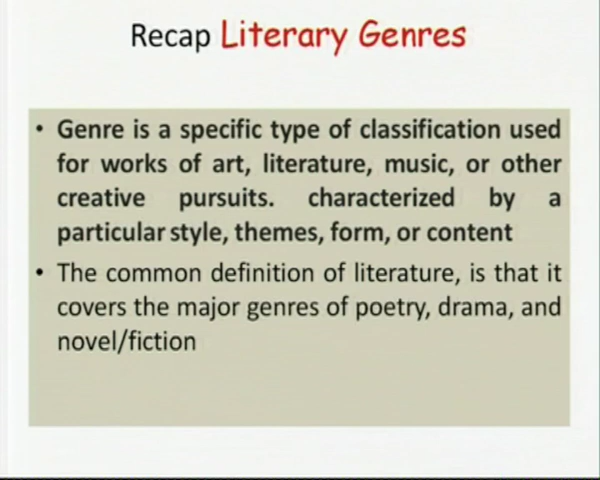 Recap Literary Genres
• Genre is a specific type of classification used
for works of art, literature, music, or other
creative pursuits. characterized by a
particular style, themes, form, or content
• The common definition of literature, is that it
covers the major genres of poetry, drama, and
novel/fiction